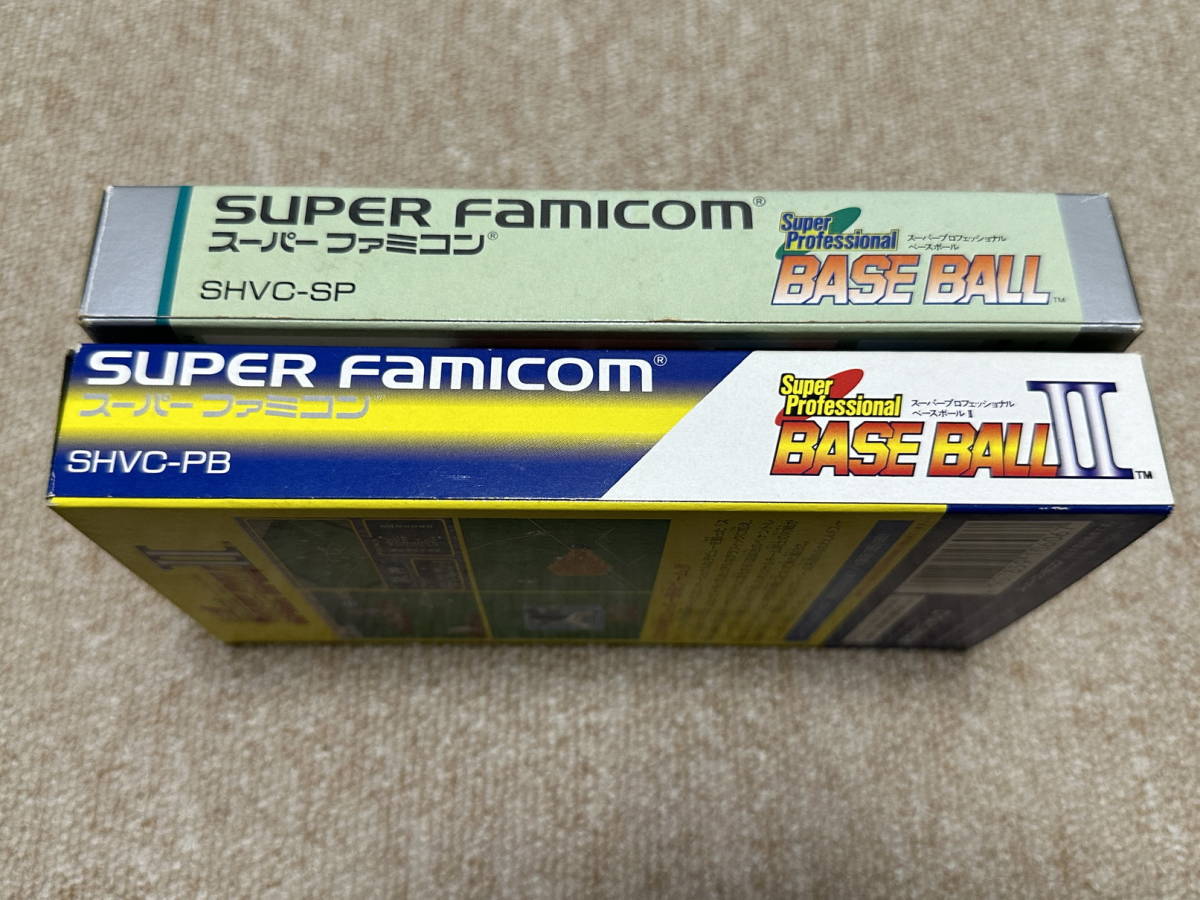 SUPER FAMICOM®
スーパーファミコン®
SHVC-SP
Super
Professional
スーパープロフェッショナル
ベースボール
BASE BALL™
SUPER FAMICOM®
スーパーファミコン®
SHVC-PB
Super
Professional
スーパープロフェッショナル
ベースボール II
BASE BALL II™